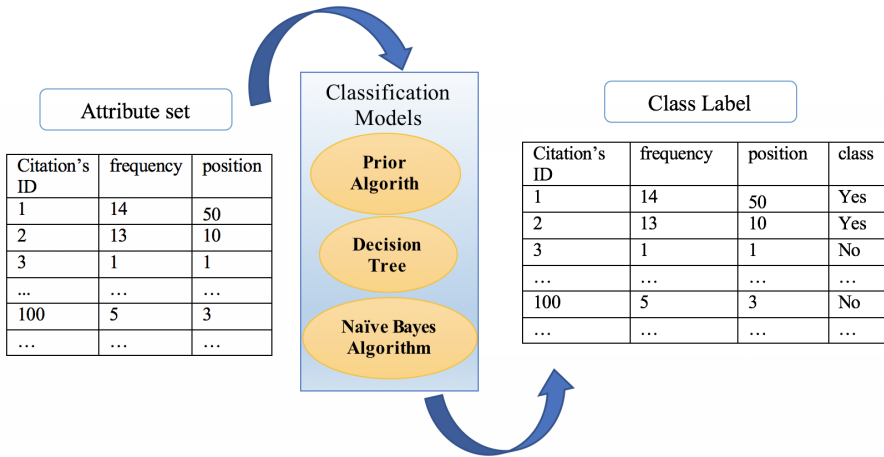 Attribute set
Citation’s ID frequency position
1 14 50
2 13 10
3 1 1
... … …
100 5 3
… … …
Classification
Models
Prior
Algorith
Decision
Tree
Naïve Bayes
Algorithm
Class Label
Citation’s ID frequency position class
1 14 50 Yes
2 13 10 Yes
3 1 1 No
… … … …
100 5 3 No
… … … …